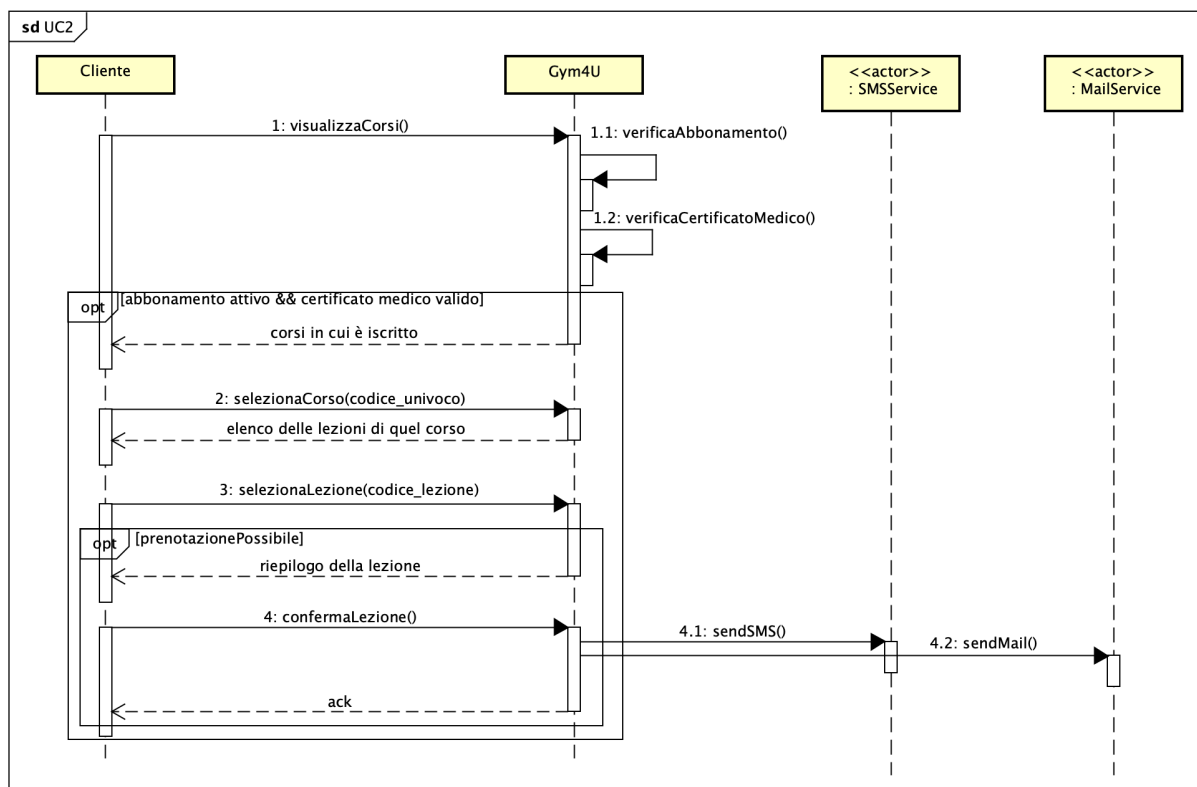 sd UC2
Cliente
Gym4U
<<actor>>
: SMSService
<<actor>>
: MailService
1: visualizzaCorsi()
1.1: verificaAbbonamento()
1.2: verificaCertificatoMedico()
opt
[abbonamento attivo && certificato medico valido]
corsi in cui è iscritto
2: selezionaCorso(codice_univoco)
elenco delle lezioni di quel corso
3: selezionaLezione(codice_lezione)
opt
[prenotazionePossibile]
riepilogo della lezione
4: confermaLezione()
4.1: sendSMS()
4.2: sendMail()
ack